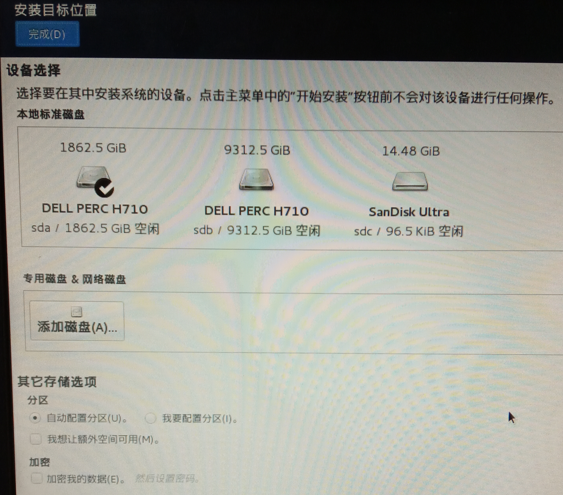 安装目标位置
完成(D)
设备选择
选择要在其中安装系统的设备。点击主菜单中的“开始安装”按钮前不会对该设备进行任何操作。
本地标准磁盘
1862.5 GiB 9312.5 GiB 14.48 GiB
DELL PERC H710 DELL PERC H710 SanDisk Ultra
sda / 1862.5 GiB 空闲 sdb / 9312.5 GiB 空闲 sdc / 96.5 KiB 空闲
专用磁盘 & 网络磁盘
添加磁盘(A)...
其它存储选项
分区
自动配置分区(U)。 我要配置分区(I)。
我想让额外空间可用(M)。
加密
加密我的数据(E)。 然后设置密码。